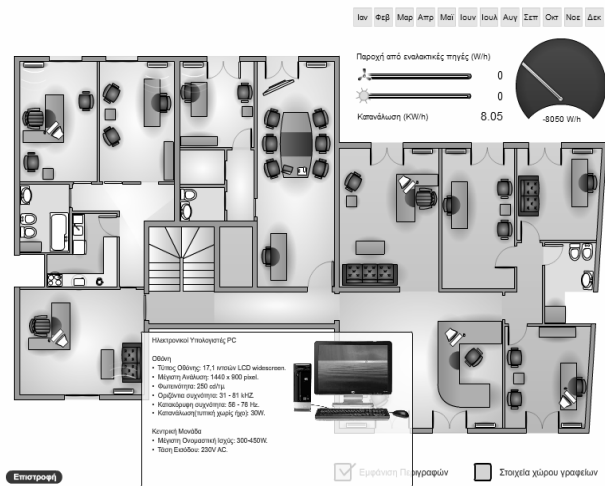 Ιαν Φεβ Μαρ Απρ Μαϊ Ιουν Ιουλ Αυγ Σεπ Οκτ Νοε Δεκ
Παροχή από εναλακτικές πηγές (W/h)
0
0
Κατανάλωση (KW/h) 8.05
-8050 W/h
Ηλεκτρονικοί Υπολογιστές PC
Οθόνη
• Τύπος Οθόνης: 17,1 ιντσών LCD widescreen.
• Μέγιστη Ανάλυση: 1440 x 900 pixel.
• Φωτεινότητα: 250 cd/τμ.
• Οριζόντια συχνότητα: 31 - 81 kHZ.
• Κατακόρυφη συχνότητα: 56 - 76 Hz.
• Κατανάλωση(τυπική χωρίς ήχο): 30W.
Κεντρική Μονάδα
• Μέγιστη Ονομαστική Ισχύς: 300-450W.
• Τάση Εισόδου: 230V AC.
Επιστροφή
Εμφάνιση Περιγραφών
Στοιχεία χώρου γραφείων